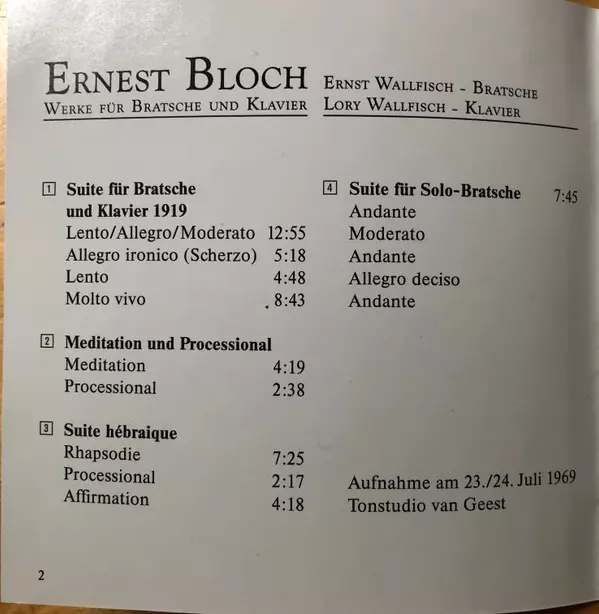 ERNEST BLOCH
WERKE FÜR BRATSCHE UND KLAVIER
ERNST WALLFISCH - BRATSCHE
LORY WALLFISCH - KLAVIER
1 Suite für Bratsche
und Klavier 1919
Lento/Allegro/Moderato 12:55
Allegro ironico (Scherzo) 5:18
Lento 4:48
Molto vivo 8:43
2 Meditation und Processional
Meditation 4:19
Processional 2:38
3 Suite hébraique
Rhapsodie 7:25
Processional 2:17
Affirmation 4:18
4 Suite für Solo-Bratsche 7:45
Andante
Moderato
Andante
Allegro deciso
Andante
Aufnahme am 23./24. Juli 1969
Tonstudio van Geest
2